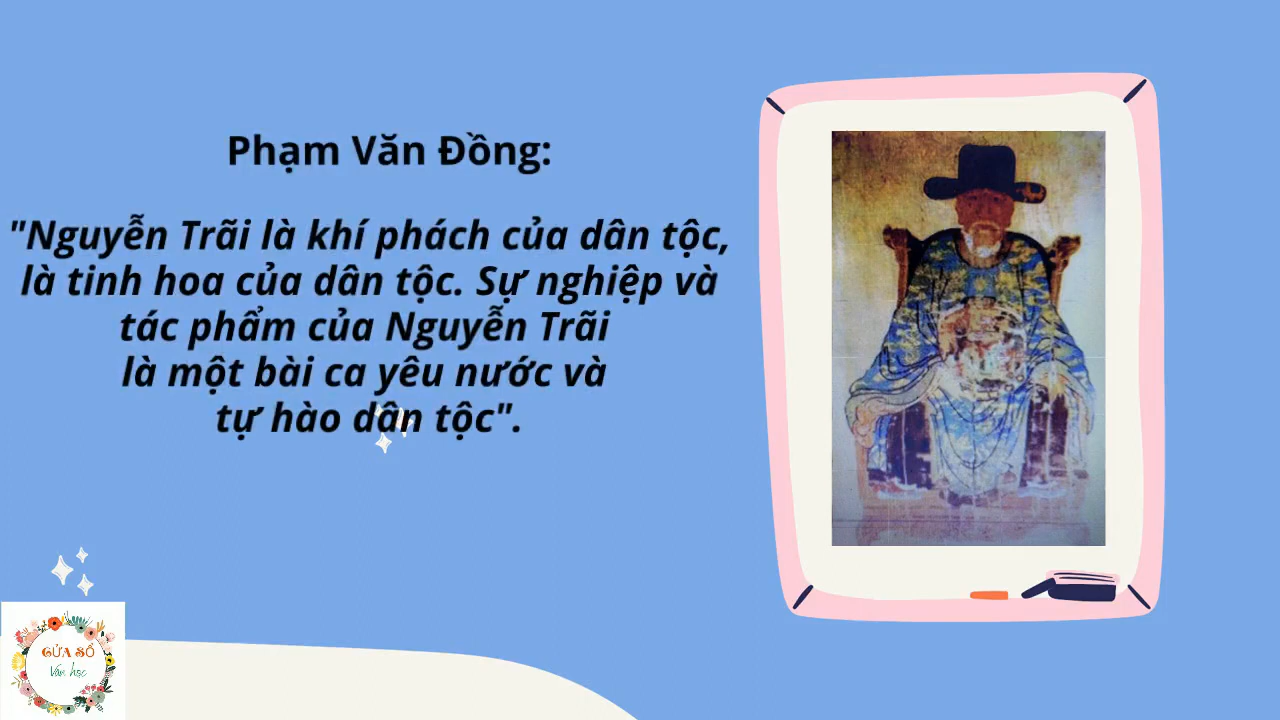 Phạm Văn Đồng:
"Nguyễn Trãi là khí phách của dân tộc,
là tinh hoa của dân tộc. Sự nghiệp và
tác phẩm của Nguyễn Trãi
là một bài ca yêu nước và
tự hào dân tộc".
GỬA SỔ
Văn học